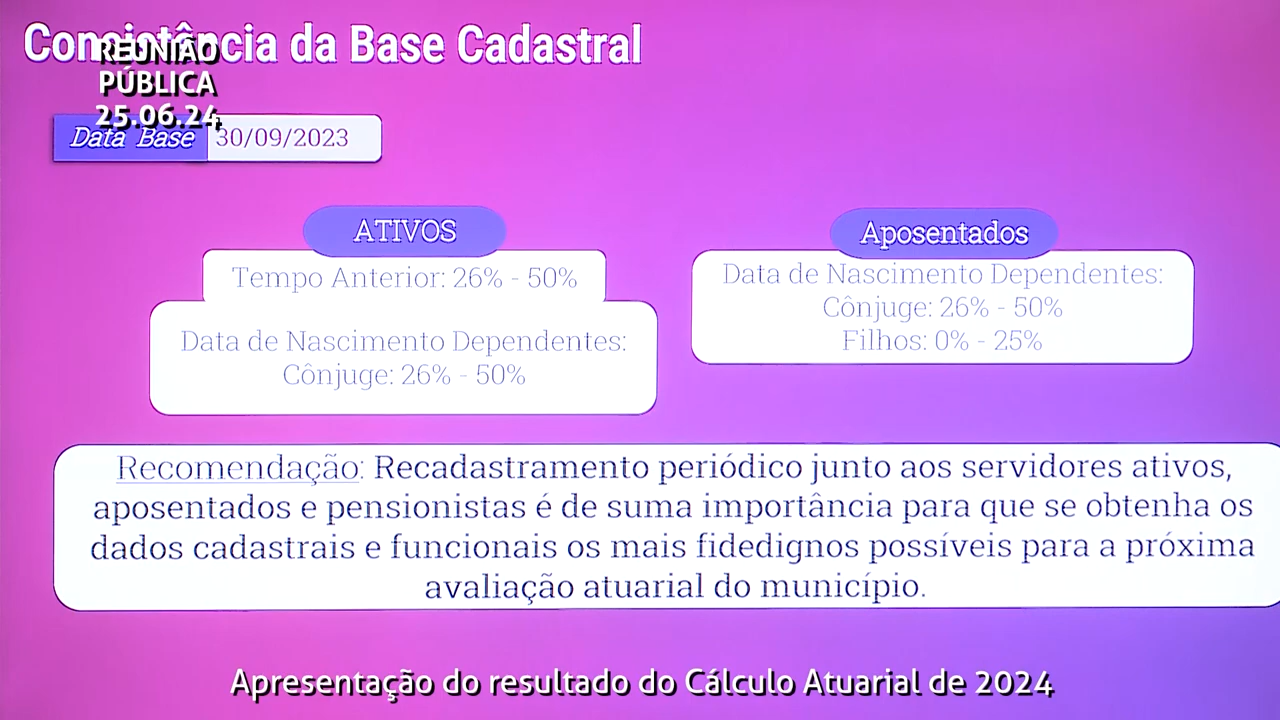 Consistência da Base Cadastral
REUNIÃO
PÚBLICA
25.06.24
Data Base 30/09/2023
ATIVOS
Tempo Anterior: 26% - 50%
Data de Nascimento Dependentes:
Cônjuge: 26% - 50%
Aposentados
Data de Nascimento Dependentes:
Cônjuge: 26% - 50%
Filhos: 0% - 25%
Recomendação: Recadastramento periódico junto aos servidores ativos,
aposentados e pensionistas é de suma importância para que se obtenha os
dados cadastrais e funcionais os mais fidedignos possíveis para a próxima
avaliação atuarial do município.
Apresentação do resultado do Cálculo Atuarial de 2024